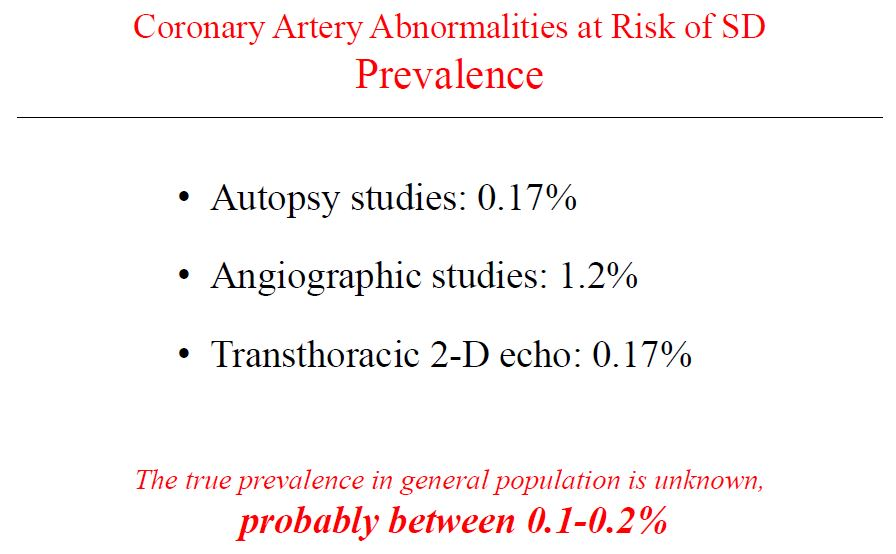 Coronary Artery Abnormalities at Risk of SD
Prevalence
• Autopsy studies: 0.17%
• Angiographic studies: 1.2%
• Transthoracic 2-D echo: 0.17%
The true prevalence in general population is unknown,
probably between 0.1-0.2%